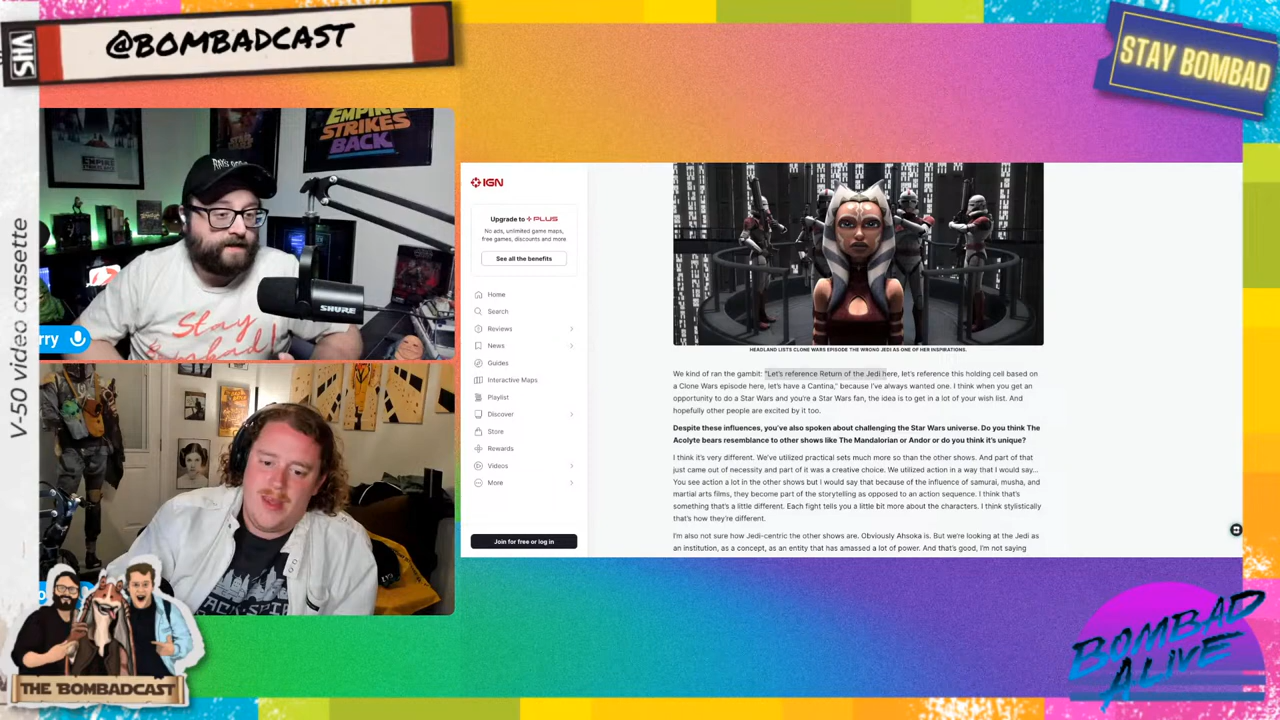 VHS
@BOMBADCAST
STAY BOMBAD
V-50 video cassette
EMPIRE
STRIKES
BACK
SHURE
Stay
rry
THE BOMBADCAST
BOMBAD
ALIVE
IGN
Upgrade to PLUS
No ads, unlimited game maps,
free games, discounts and more
See all the benefits
Home
Search
Reviews
News
Guides
Interactive Maps
Playlist
Discover
Store
Rewards
Videos
More
Join for free or log in
HEADLAND LISTS CLONE WARS EPISODE THE WRONG JEDI AS ONE OF HER INSPIRATIONS.
We kind of ran the gambit: "Let's reference Return of the Jedi here, let's reference this holding cell based on
a Clone Wars episode here, let's have a Cantina," because I've always wanted one. I think when you get an
opportunity to do a Star Wars and you're a Star Wars fan, the idea is to get in a lot of your wish list. And
hopefully other people are excited by it too.
Despite these influences, you've also spoken about challenging the Star Wars universe. Do you think The
Acolyte bears resemblance to other shows like The Mandalorian or Andor or do you think it's unique?
I think it's very different. We've utilized practical sets much more so than the other shows. And part of that
just came out of necessity and part of it was a creative choice. We utilized action in a way that I would say...
You see action a lot in the other shows but I would say that because of the influence of samurai, musha, and
martial arts films, they become part of the storytelling as opposed to an action sequence. I think that's
something that's a little different. Each fight tells you a little bit more about the characters. I think stylistically
that's how they're different.
I'm also not sure how Jedi-centric the other shows are. Obviously Ahsoka is. But we're looking at the Jedi as
an institution, as a concept, as an entity that has amassed a lot of power. And that's good, I'm not saying